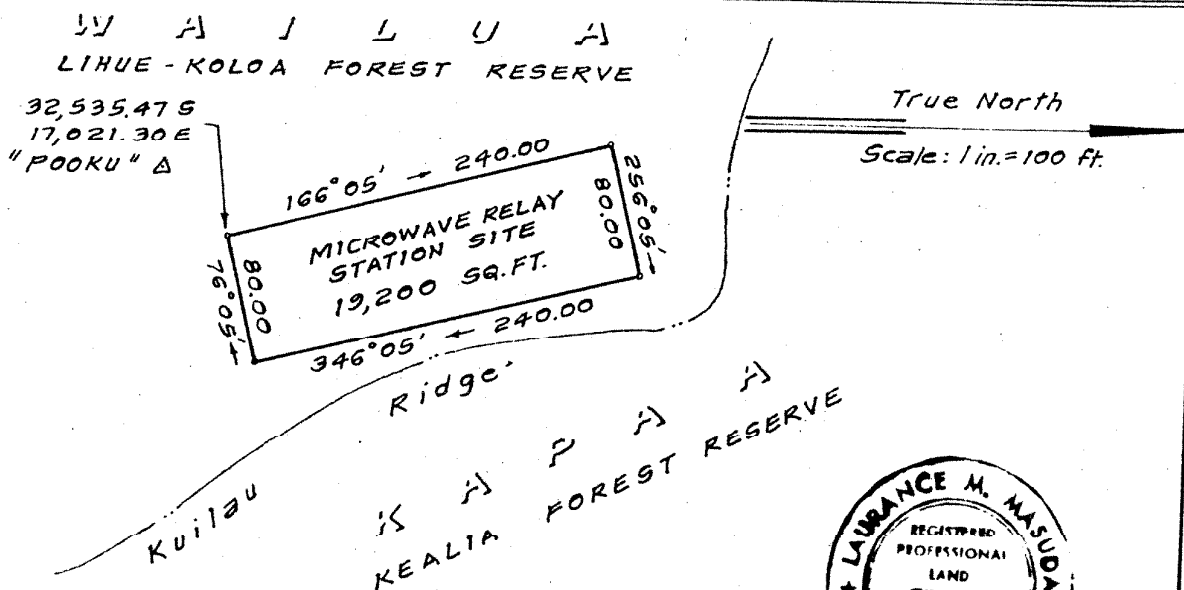 WAILUA
LIHUE - KOLOA FOREST RESERVE
32,535.47 S
17,021.30 E
"POOKU" △
True North
Scale: 1 in. = 100 ft.
166°05' → 240.00
256°05' →
80.00
MICROWAVE RELAY
STATION SITE
19,200 SQ.FT.
80.00
76°05' ←
346°05' ← 240.00
Kuilau Ridge
KAPAA
KEALIA FOREST RESERVE
LAURANCE M. MASUDA
REGISTERED
PROFESSIONAL
LAND